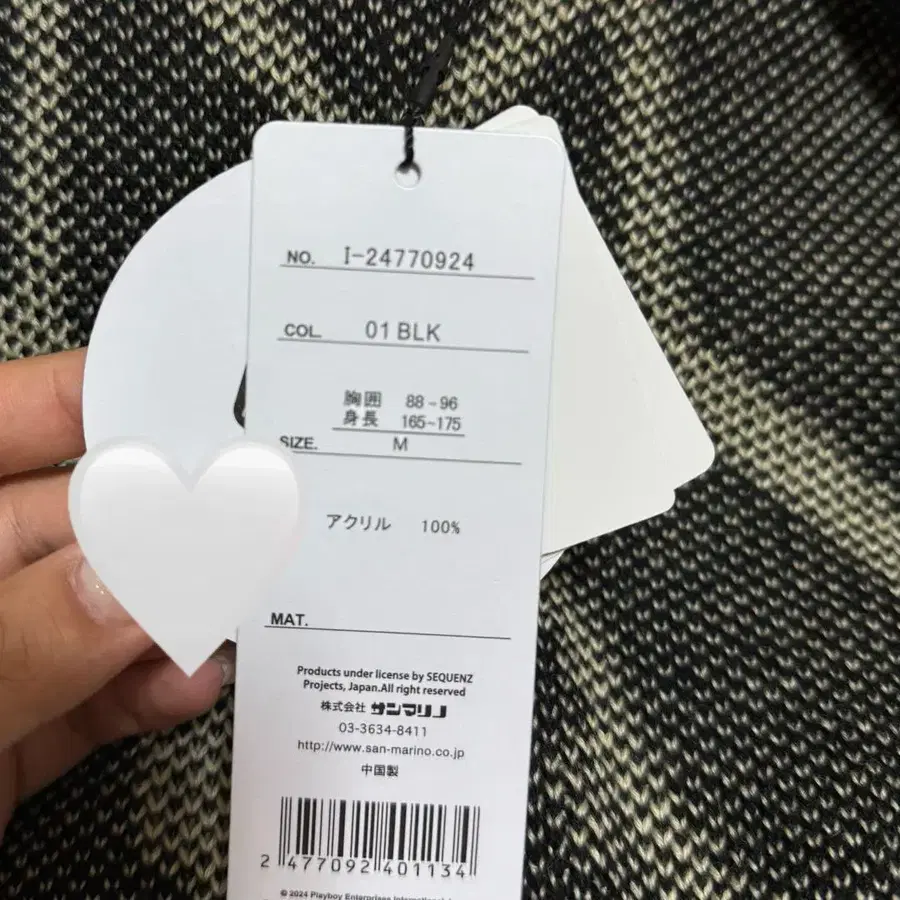 NO. I-24770924
COL. 01 BLK
胸囲 88-96
身長 165~175
SIZE. M
アクリル 100%
MAT.
Products under license by SEQUENZ
Projects, Japan.All right reserved
株式会社 サンマリノ
03-3634-8411
http://www.san-marino.co.jp
中国製
2 477092 401134
© 2024 Playboy Enterprises International